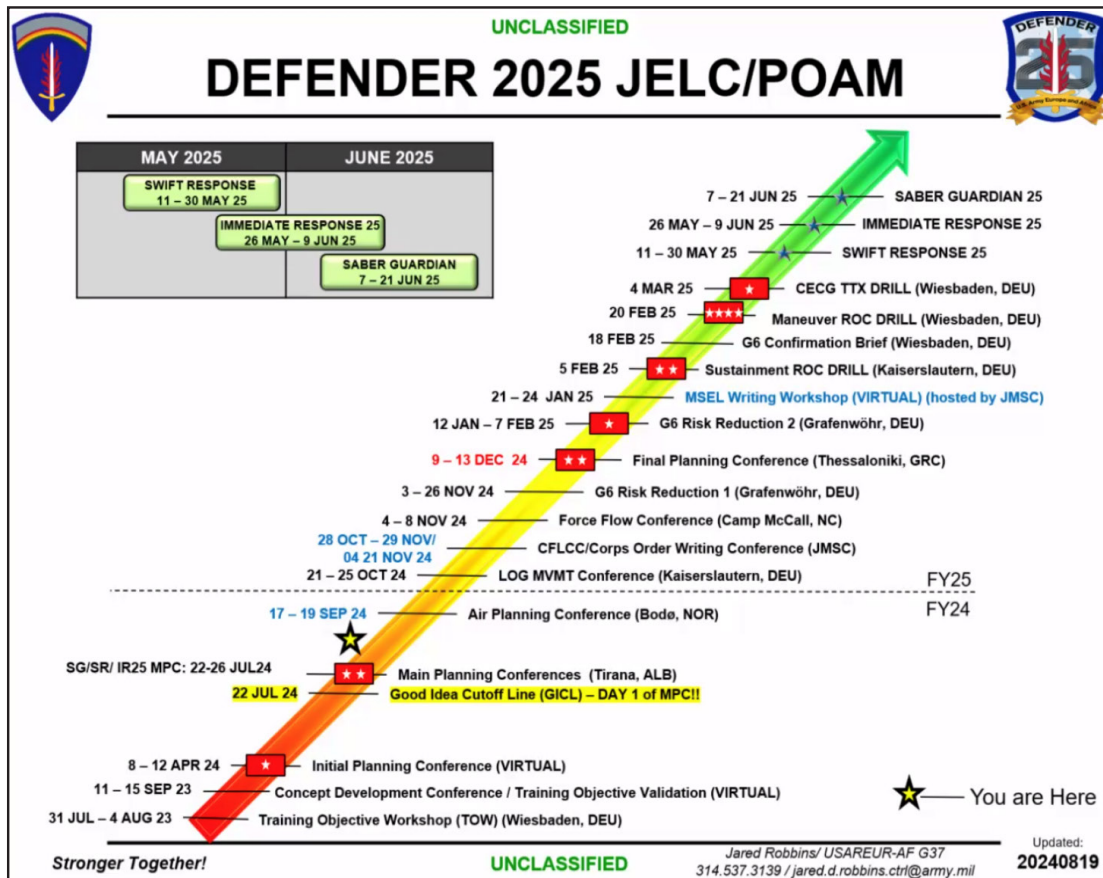 UNCLASSIFIED
DEFENDER 2025 JELC/POAM
DEFENDER
25
U.S. Army Europe and Africa
MAY 2025 JUNE 2025
SWIFT RESPONSE
11 – 30 MAY 25
IMMEDIATE RESPONSE 25
26 MAY – 9 JUN 25
SABER GUARDIAN
7 – 21 JUN 25
7 – 21 JUN 25 SABER GUARDIAN 25
26 MAY – 9 JUN 25 IMMEDIATE RESPONSE 25
11 – 30 MAY 25 SWIFT RESPONSE 25
4 MAR 25 CECG TTX DRILL (Wiesbaden, DEU)
20 FEB 25 Maneuver ROC DRILL (Wiesbaden, DEU)
18 FEB 25 G6 Confirmation Brief (Wiesbaden, DEU)
5 FEB 25 Sustainment ROC DRILL (Kaiserslautern, DEU)
21 – 24 JAN 25 MSEL Writing Workshop (VIRTUAL) (hosted by JMSC)
12 JAN – 7 FEB 25 G6 Risk Reduction 2 (Grafenwöhr, DEU)
9 – 13 DEC 24 Final Planning Conference (Thessaloniki, GRC)
3 – 26 NOV 24 G6 Risk Reduction 1 (Grafenwöhr, DEU)
4 – 8 NOV 24 Force Flow Conference (Camp McCall, NC)
28 OCT – 29 NOV/
04 21 NOV 24 CFLCC/Corps Order Writing Conference (JMSC)
21 – 25 OCT 24 LOG MVMT Conference (Kaiserslautern, DEU)
FY25
FY24
17 – 19 SEP 24 Air Planning Conference (Bodø, NOR)
SG/SR/ IR25 MPC: 22-26 JUL24 Main Planning Conferences (Tirana, ALB)
22 JUL 24 Good Idea Cutoff Line (GICL) – DAY 1 of MPC!!
8 – 12 APR 24 Initial Planning Conference (VIRTUAL)
11 – 15 SEP 23 Concept Development Conference / Training Objective Validation (VIRTUAL)
You are Here
31 JUL – 4 AUG 23 Training Objective Workshop (TOW) (Wiesbaden, DEU)
Stronger Together!
UNCLASSIFIED
Jared Robbins/ USAREUR-AF G37
314.537.3139 / jared.d.robbins.ctrl@army.mil
Updated:
20240819